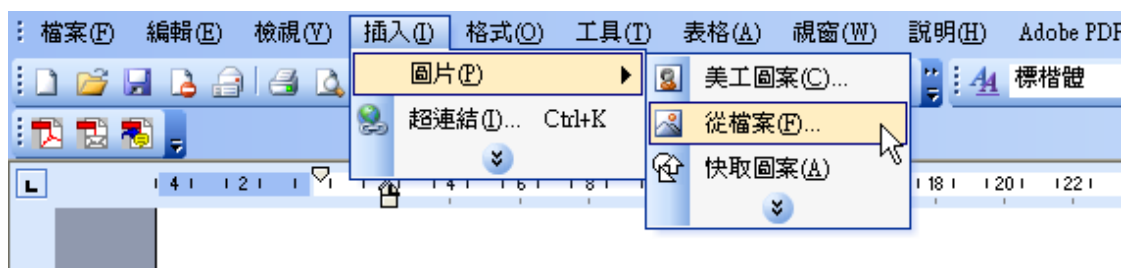 檔案(F) 編輯(E) 檢視(V) 插入(I) 格式(O) 工具(T) 表格(A) 視窗(W) 說明(H) Adobe PDF
圖片(P)
美工圖案(C)...
標楷體
超連結(I)... Ctrl+K
從檔案(F)...
快取圖案(A)
4 2 2 4 6 8 18 20 22